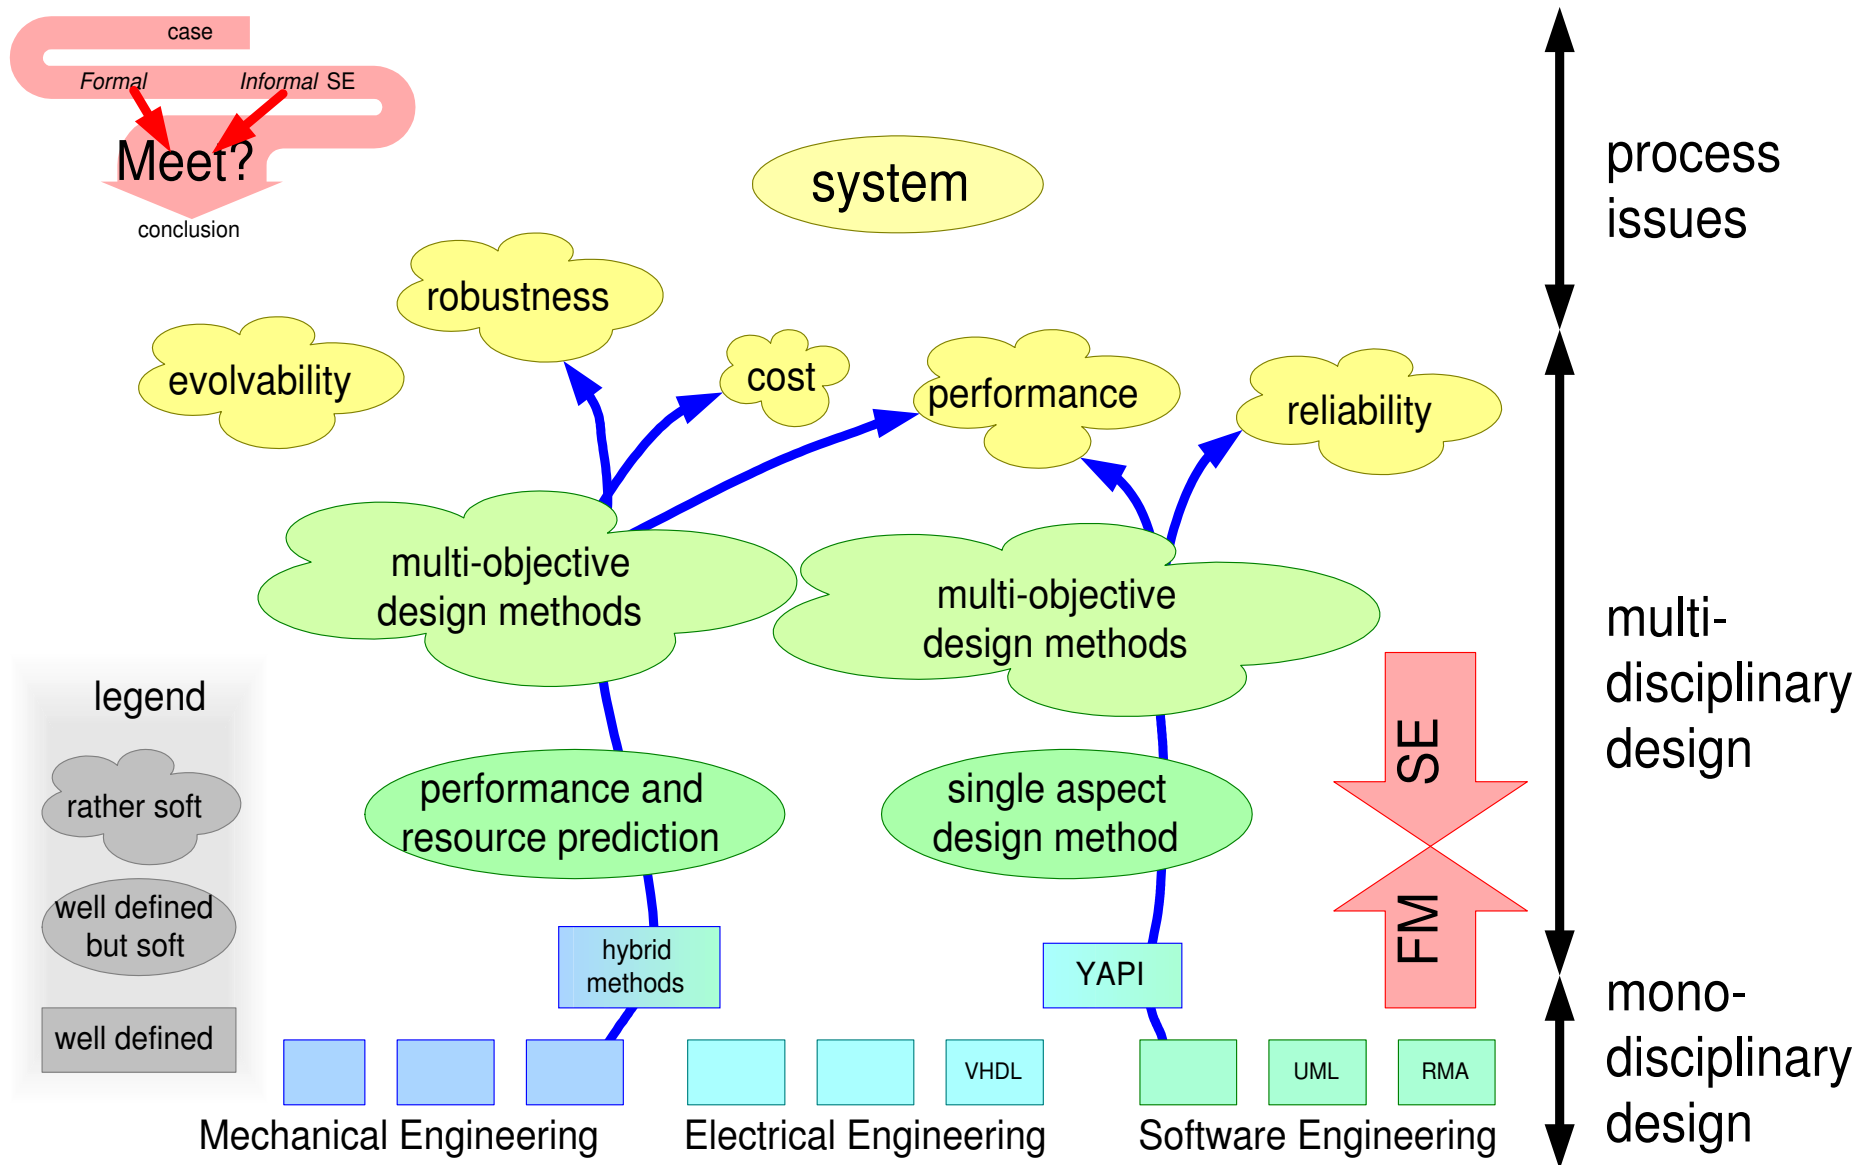 case
Formal
Informal SE
Meet?
conclusion
system
process
issues
robustness
evolvability
cost
performance
reliability
multi-objective
design methods
multi-objective
design methods
multi-
disciplinary
design
legend
rather soft
well defined
but soft
well defined
performance and
resource prediction
single aspect
design method
SE
FM
hybrid
methods
YAPI
mono-
disciplinary
design
VHDL
UML
RMA
Mechanical Engineering
Electrical Engineering
Software Engineering